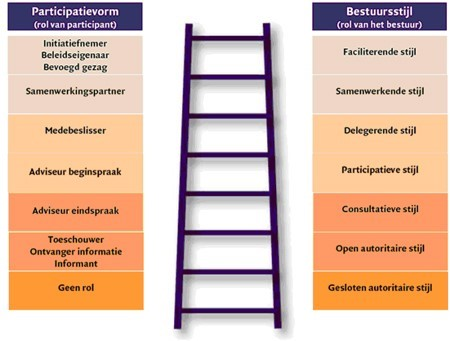 Participatievorm
(rol van participant)
Initiatiefnemer
Beleidseigenaar
Bevoegd gezag
Samenwerkingspartner
Medebeslisser
Adviseur beginspraak
Adviseur eindspraak
Toeschouwer
Ontvanger informatie
Informant
Geen rol
Bestuursstijl
(rol van het bestuur)
Faciliterende stijl
Samenwerkende stijl
Delegerende stijl
Participatieve stijl
Consultatieve stijl
Open autoritaire stijl
Gesloten autoritaire stijl